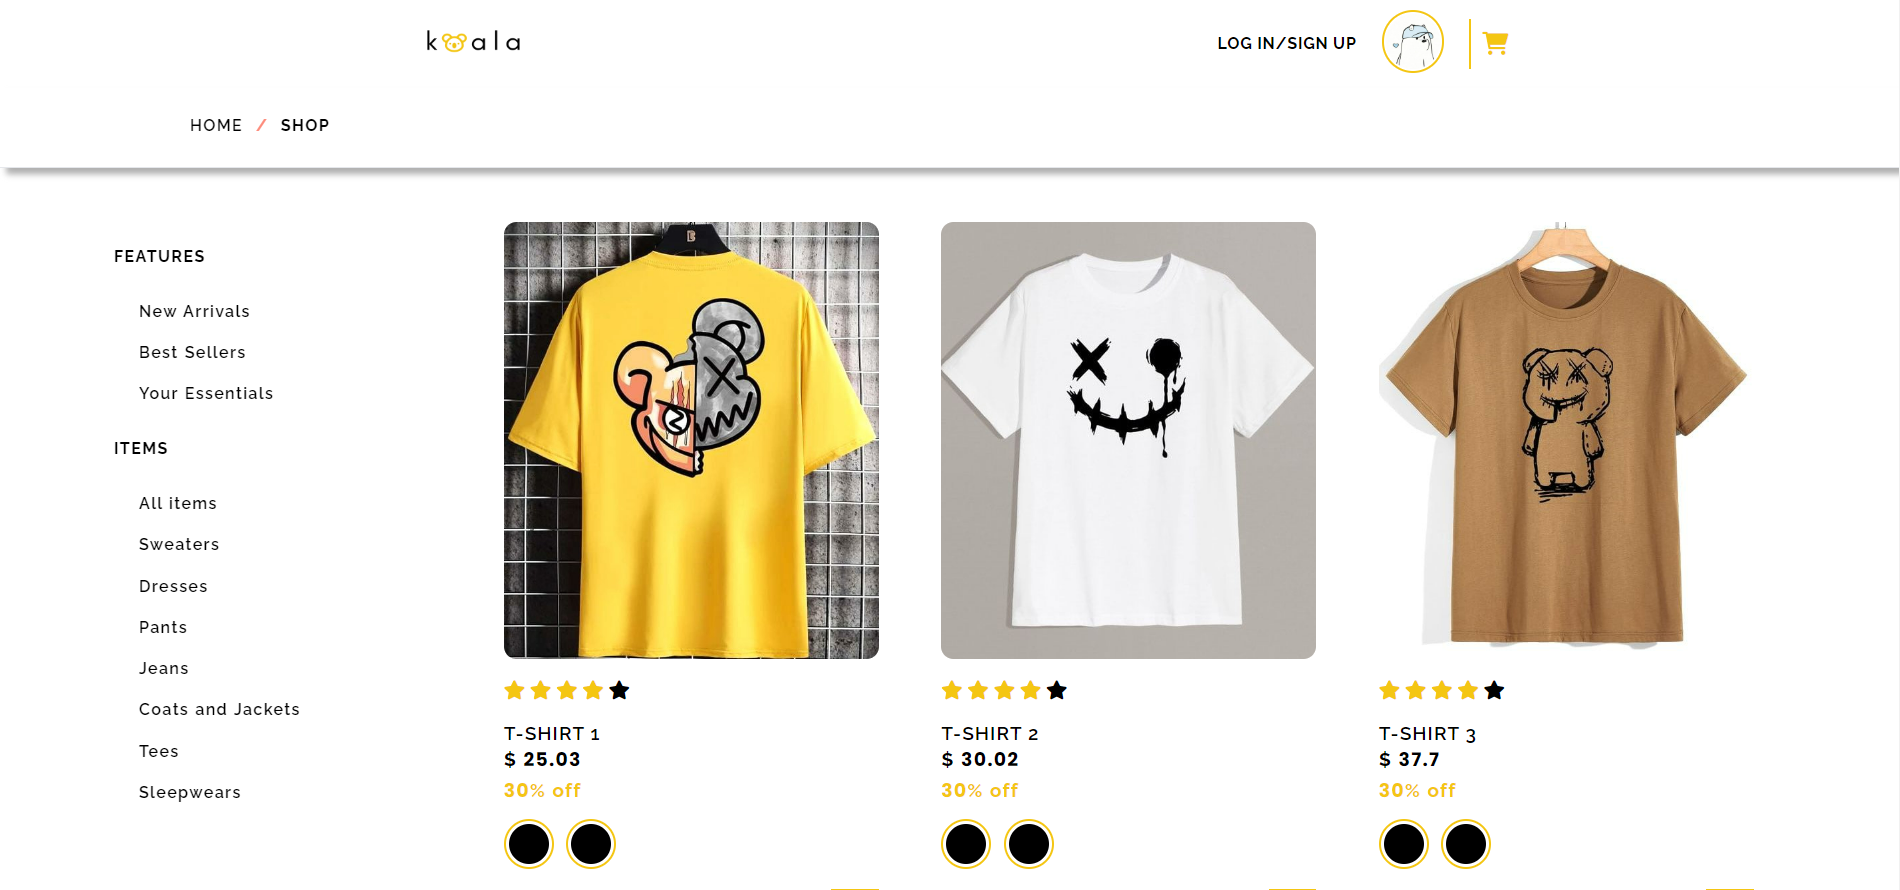 koala
LOG IN/SIGN UP
HOME / SHOP
FEATURES
New Arrivals
Best Sellers
Your Essentials
ITEMS
All items
Sweaters
Dresses
Pants
Jeans
Coats and Jackets
Tees
Sleepwears
T-SHIRT 1
$ 25.03
30% off
T-SHIRT 2
$ 30.02
30% off
T-SHIRT 3
$ 37.7
30% off